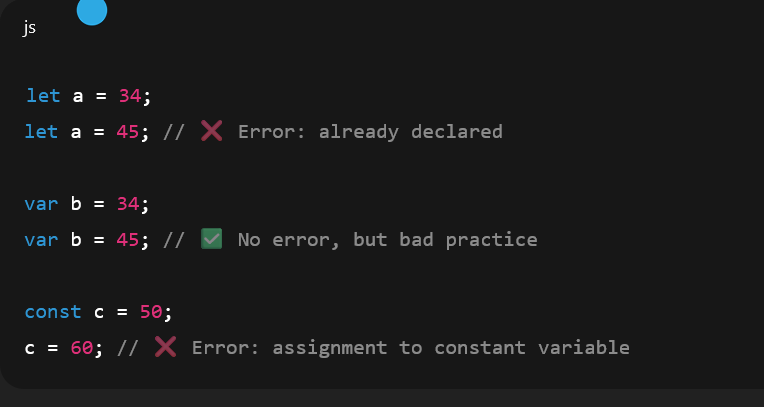 js
let a = 34;
let a = 45; // ❌ Error: already declared
var b = 34;
var b = 45; // ✅ No error, but bad practice
const c = 50;
c = 60; // ❌ Error: assignment to constant variable